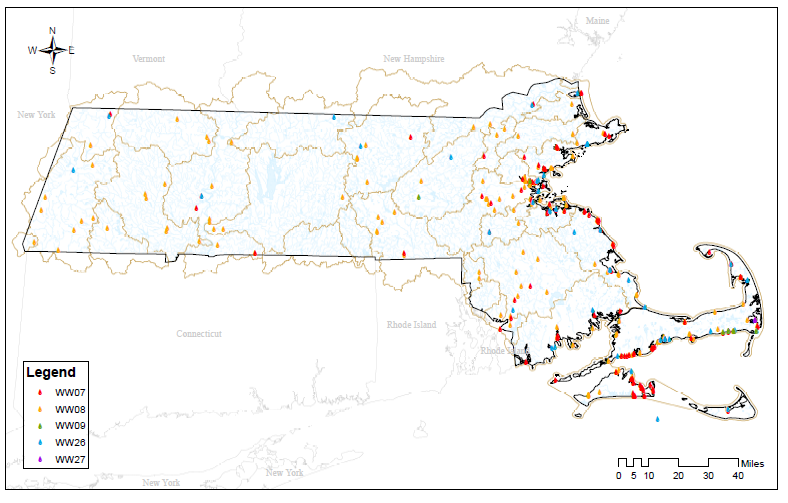 Maine
N
W E
S
Vermont
New Hampshire
New York
Connecticut
Rhode Island
Rhode Island
Legend
WW07
WW08
WW09
WW26
WW27
New York
New York
Miles
0 5 10 20 30 40